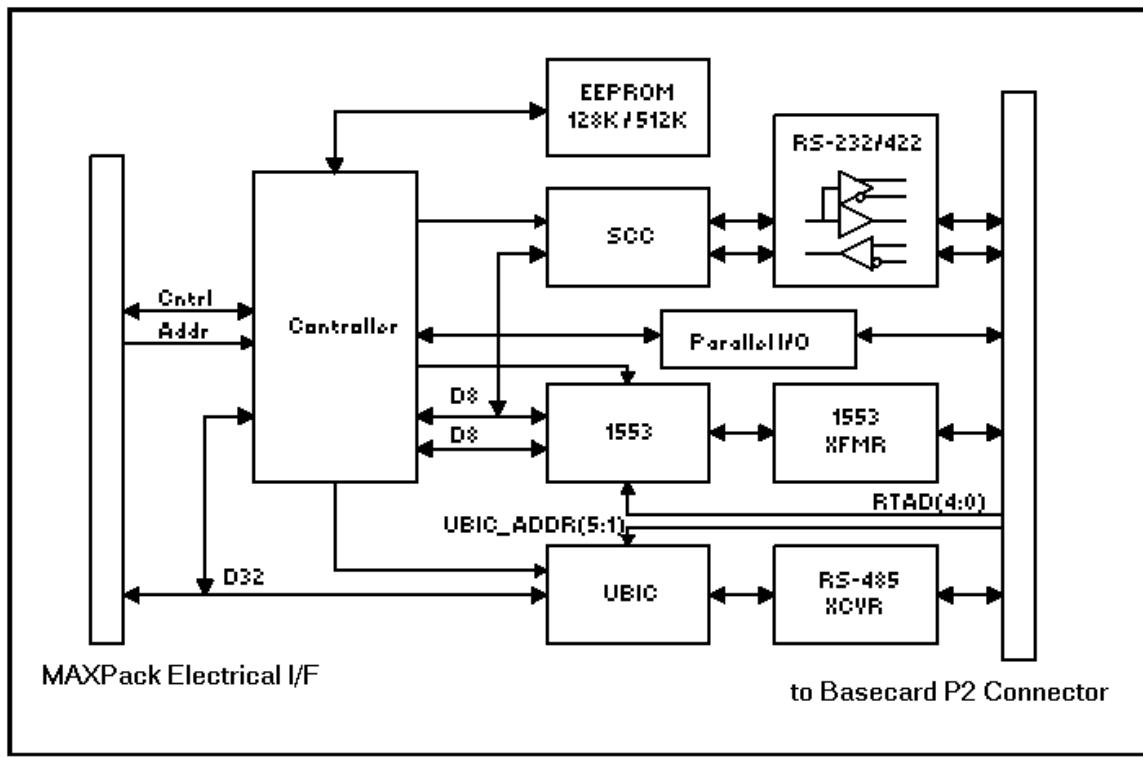 EEPROM
128K / 512K
RS-232/422
SCC
Cntrl
Controller
Addr
Parallel I/O
D8
1553
1553
XFMR
D8
RTAD(4:0)
UBIC_ADDR(5:1)
D32
UBIC
RS-485
XCVR
MAXPack Electrical I/F
to Basecard P2 Connector